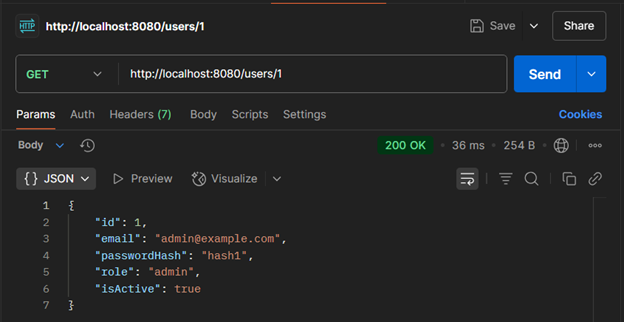 HTTP http://localhost:8080/users/1 Save Share
GET http://localhost:8080/users/1 Send
Params Auth Headers (7) Body Scripts Settings Cookies
Body 200 OK • 36 ms • 254 B
{} JSON Preview Visualize
1 {
2 "id": 1,
3 "email": "admin@example.com",
4 "passwordHash": "hash1",
5 "role": "admin",
6 "isActive": true
7 }